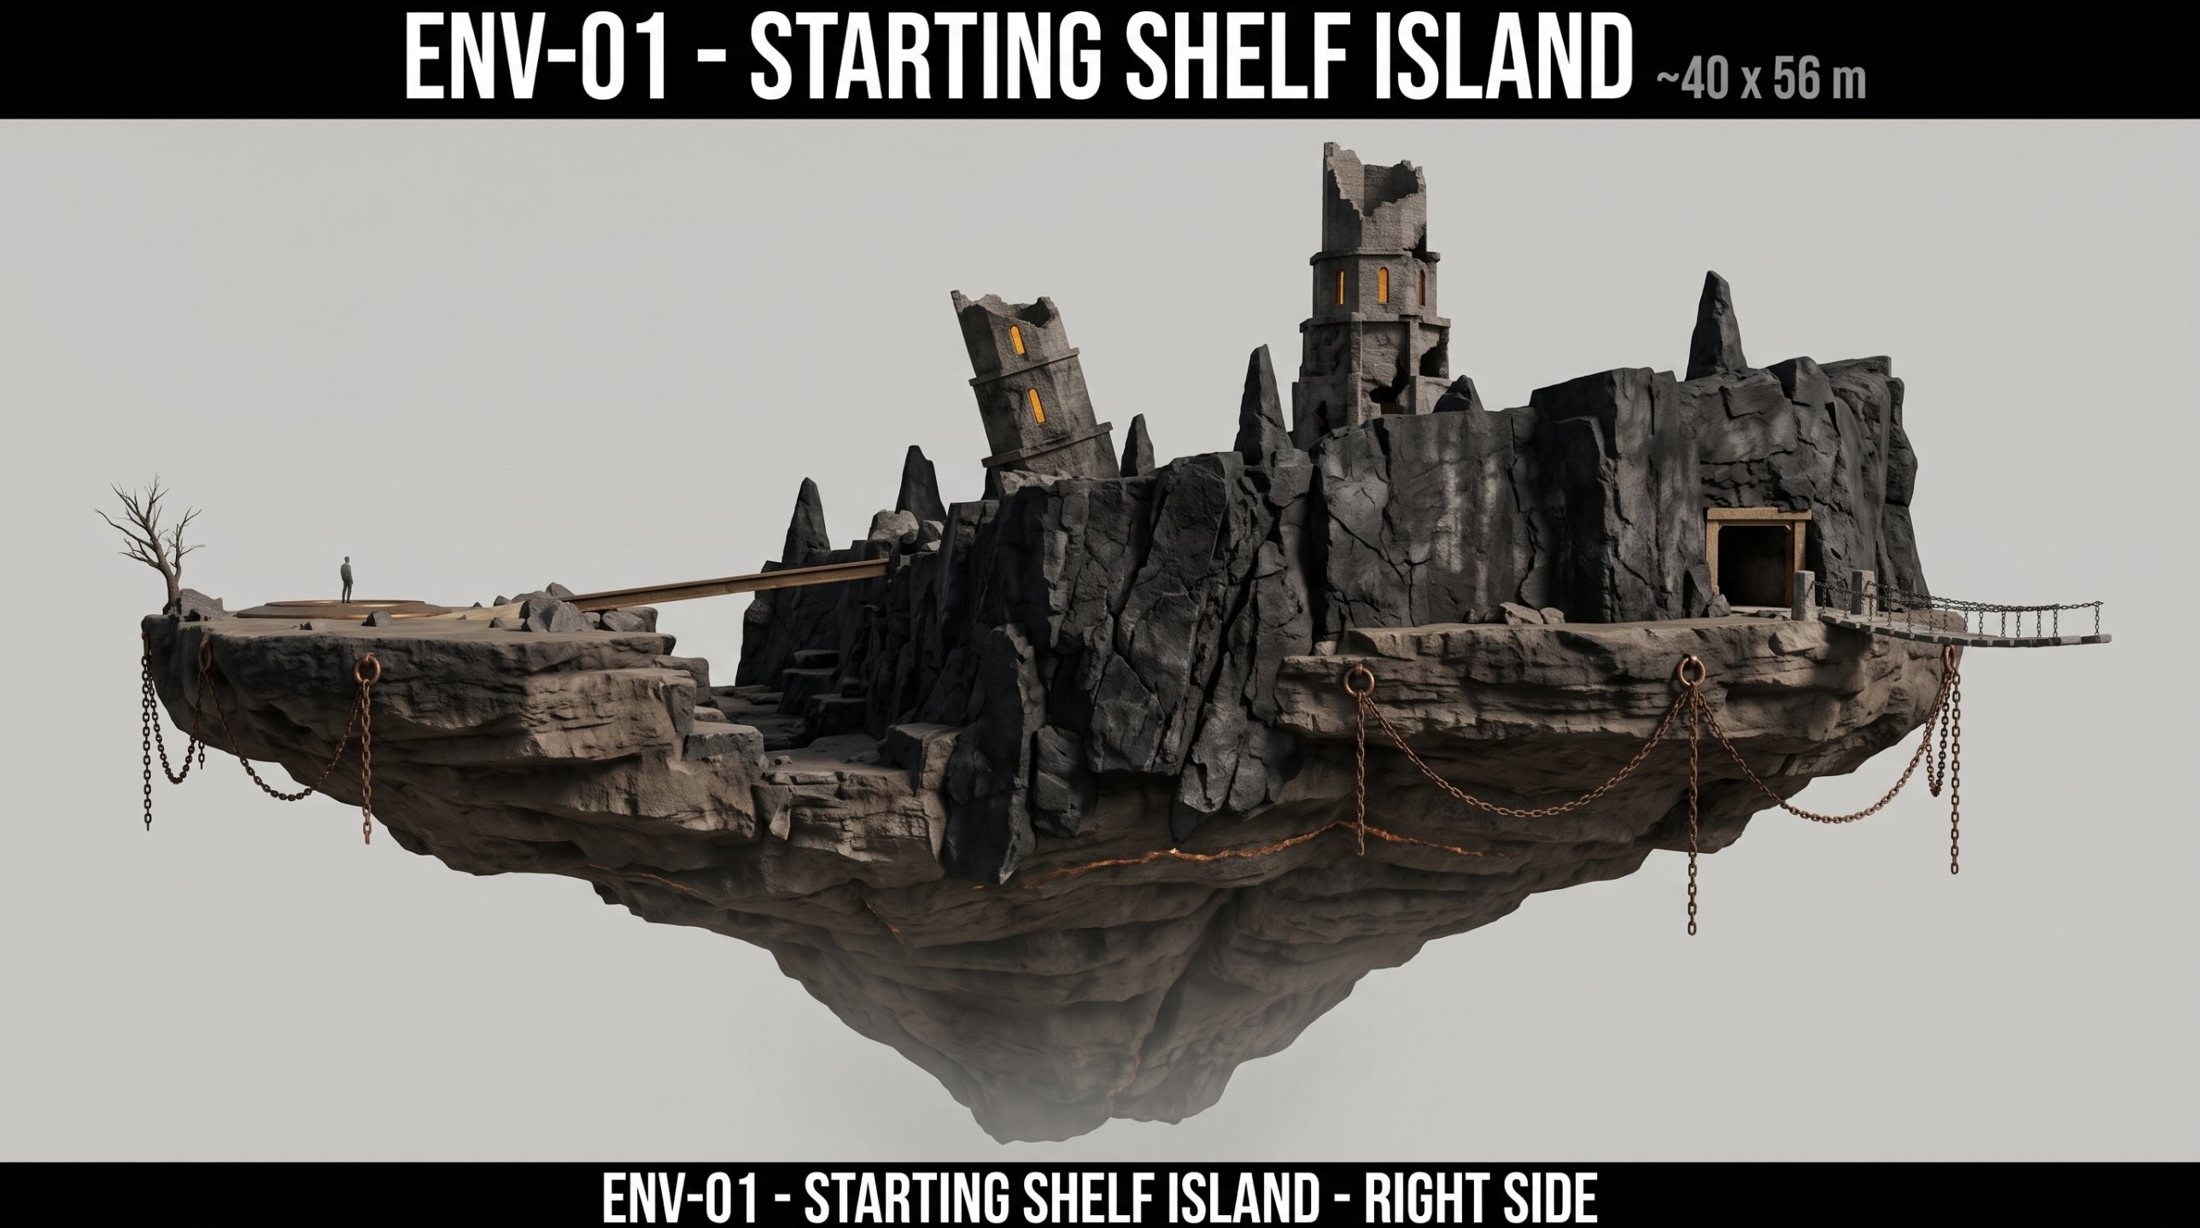 ENV-01 - STARTING SHELF ISLAND ~40 x 56 m
ENV-01 - STARTING SHELF ISLAND - RIGHT SIDE